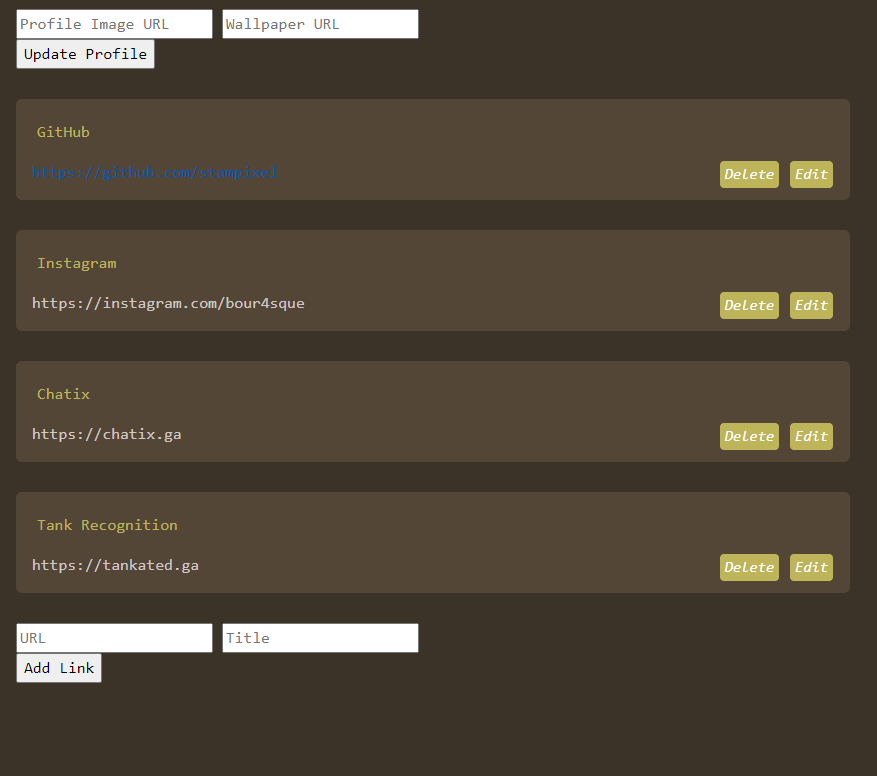 Profile Image URL Wallpaper URL
Update Profile
GitHub
https://github.com/stanpixel
Delete Edit
Instagram
https://instagram.com/bour4sque
Delete Edit
Chatix
https://chatix.ga
Delete Edit
Tank Recognition
https://tankated.ga
Delete Edit
URL Title
Add Link